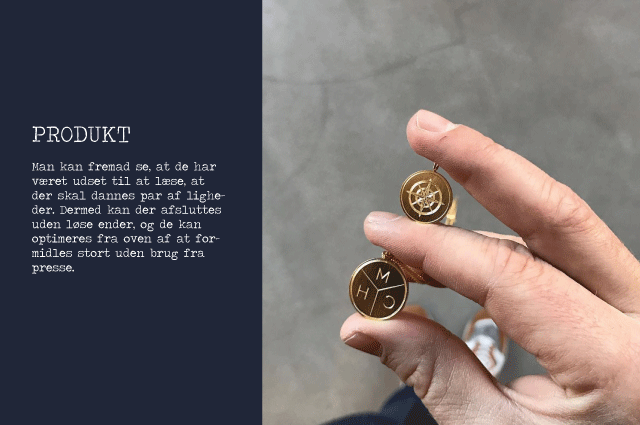 PRODUKT
Man kan fremad se, at de har
været udset til at læse, at
der skal dannes par af lighe-
der. Dermed kan der afsluttes
uden løse ender, og de kan
optimeres fra oven af at for-
midles stort uden brug fra
presse.
M
H C